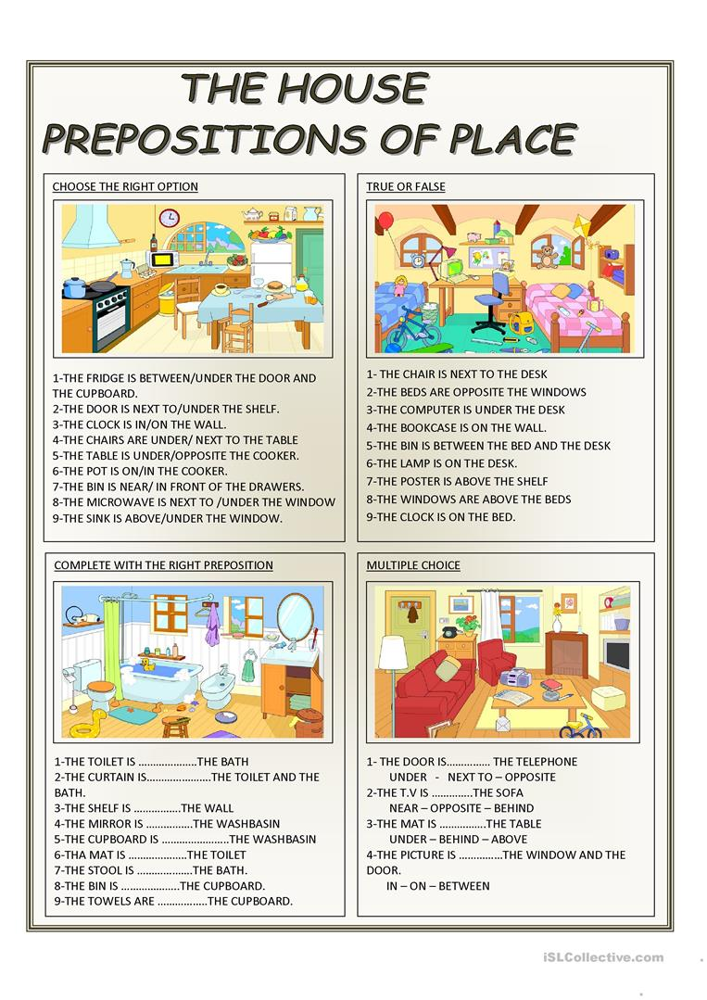 THE HOUSE
PREPOSITIONS OF PLACE
CHOOSE THE RIGHT OPTION
1-THE FRIDGE IS BETWEEN/UNDER THE DOOR AND
THE CUPBOARD.
2-THE DOOR IS NEXT TO/UNDER THE SHELF.
3-THE CLOCK IS IN/ON THE WALL.
4-THE CHAIRS ARE UNDER/ NEXT TO THE TABLE
5-THE TABLE IS UNDER/OPPOSITE THE COOKER.
6-THE POT IS ON/IN THE COOKER.
7-THE BIN IS NEAR/ IN FRONT OF THE DRAWERS.
8-THE MICROWAVE IS NEXT TO /UNDER THE WINDOW
9-THE SINK IS ABOVE/UNDER THE WINDOW.
TRUE OR FALSE
1- THE CHAIR IS NEXT TO THE DESK
2-THE BEDS ARE OPPOSITE THE WINDOWS
3-THE COMPUTER IS UNDER THE DESK
4-THE BOOKCASE IS ON THE WALL.
5-THE BIN IS BETWEEN THE BED AND THE DESK
6-THE LAMP IS ON THE DESK.
7-THE POSTER IS ABOVE THE SHELF
8-THE WINDOWS ARE ABOVE THE BEDS
9-THE CLOCK IS ON THE BED.
COMPLETE WITH THE RIGHT PREPOSITION
1-THE TOILET IS ....................THE BATH
2-THE CURTAIN IS......................THE TOILET AND THE
BATH.
3-THE SHELF IS ................THE WALL
4-THE MIRROR IS ................THE WASHBASIN
5-THE CUPBOARD IS .......................THE WASHBASIN
6-THA MAT IS ....................THE TOILET
7-THE STOOL IS ...................THE BATH.
8-THE BIN IS ....................THE CUPBOARD.
9-THE TOWELS ARE .................THE CUPBOARD.
MULTIPLE CHOICE
1- THE DOOR IS............... THE TELEPHONE
UNDER - NEXT TO – OPPOSITE
2-THE T.V IS ..............THE SOFA
NEAR – OPPOSITE – BEHIND
3-THE MAT IS ................THE TABLE
UNDER – BEHIND – ABOVE
4-THE PICTURE IS ...............THE WINDOW AND THE
DOOR.
IN – ON – BETWEEN
iSLCollective.com